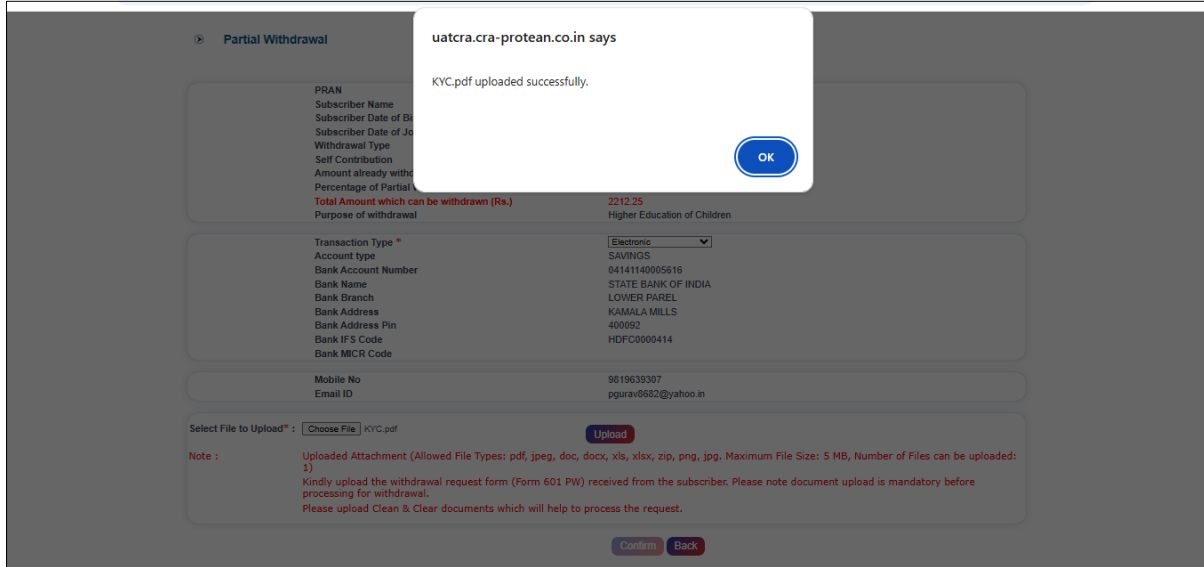 uatcra.cra-protean.co.in says
KYC.pdf uploaded successfully.
OK
Partial Withdrawal
PRAN
Subscriber Name
Subscriber Date of Bi
Subscriber Date of Jo
Withdrawal Type
Self Contribution
Amount already withd
Percentage of Partial
Total Amount which can be withdrawn (Rs.) 2212.25
Purpose of withdrawal Higher Education of Children
Transaction Type * Electronic
Account type SAVINGS
Bank Account Number 04141140005616
Bank Name STATE BANK OF INDIA
Bank Branch LOWER PAREL
Bank Address KAMALA MILLS
Bank Address Pin 400092
Bank IFS Code HDFC0000414
Bank MICR Code
Mobile No 9819639307
Email ID pgurav8682@yahoo.in
Select File to Upload* : Choose File KYC.pdf Upload
Note : Uploaded Attachment (Allowed File Types: pdf, jpeg, doc, docx, xls, xlsx, zip, png, jpg. Maximum File Size: 5 MB, Number of Files can be uploaded:
1)
Kindly upload the withdrawal request form (Form 601 PW) received from the subscriber. Please note document upload is mandatory before
processing for withdrawal.
Please upload Clean & Clear documents which will help to process the request.
Confirm Back